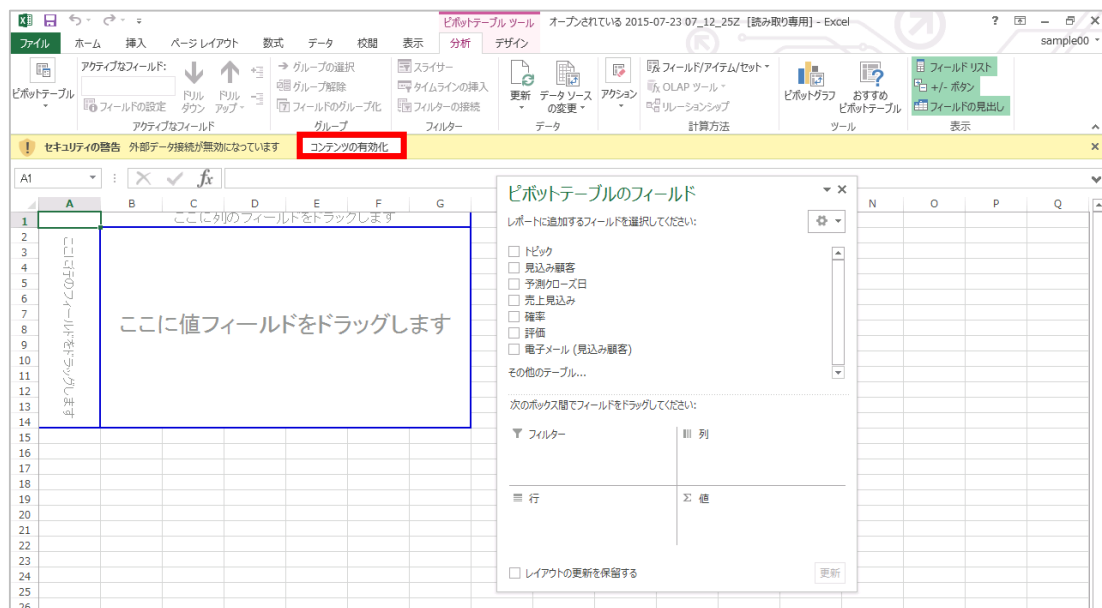 ピボットテーブル ツール オープンされている 2015-07-23 07_12_25Z [読み取り専用] - Excel
ファイル ホーム 挿入 ページ レイアウト 数式 データ 校閲 表示 分析 デザイン sample00
ピボットテーブル
アクティブなフィールド:
フィールドの設定
ドリルダウン
ドリルアップ
アクティブなフィールド
グループの選択
グループ解除
フィールドのグループ化
グループ
スライサー
タイムラインの挿入
フィルターの接続
フィルター
更新
データ ソースの変更
データ
アクション
フィールド/アイテム/セット
OLAP ツール
リレーションシップ
計算方法
ピボットグラフ
おすすめピボットテーブル
ツール
フィールド リスト
+/- ボタン
フィールドの見出し
表示
セキュリティの警告 外部データ接続が無効になっています コンテンツの有効化
A1 fx
A B C D E F G N O P Q
1
2
3
4
5
6
7
8
9
10
11
12
13
14
15
16
17
18
19
20
21
22
23
24
25
26
ここに列のフィールドをドラッグします
ここに行のフィールドをドラッグします
ここに値フィールドをドラッグします
ピボットテーブルのフィールド
レポートに追加するフィールドを選択してください:
トピック
見込み顧客
予測クローズ日
売上見込み
確率
評価
電子メール (見込み顧客)
その他のテーブル...
次のボックス間でフィールドをドラッグしてください:
フィルター
列
行
Σ 値
レイアウトの更新を保留する 更新